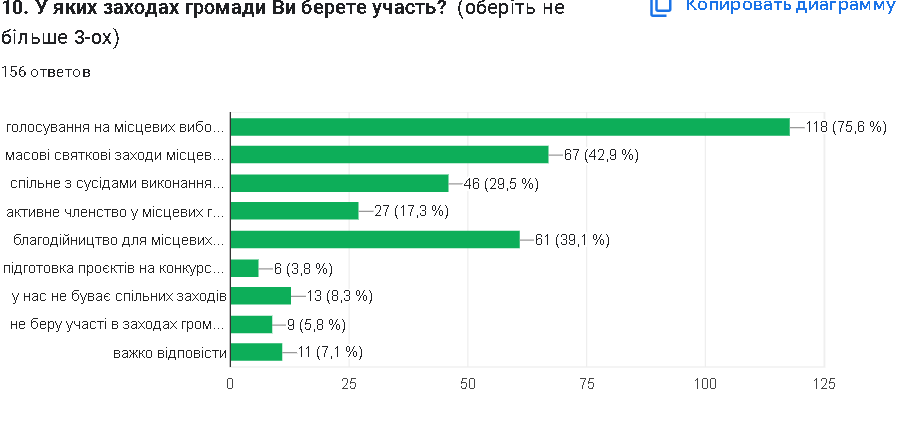 10. У яких заходах громади Ви берете участь? (оберіть не
більше 3-ох)
Копировать диаграмму
156 ответов
голосування на місцевих вибо... 118 (75,6 %)
масові святкові заходи місцев... 67 (42,9 %)
спільне з сусідами виконання... 46 (29,5 %)
активне членство у місцевих г... 27 (17,3 %)
благодійництво для місцевих... 61 (39,1 %)
підготовка проєктів на конкурс... 6 (3,8 %)
у нас не буває спільних заходів 13 (8,3 %)
не беру участі в заходах гром... 9 (5,8 %)
важко відповісти 11 (7,1 %)
0 25 50 75 100 125